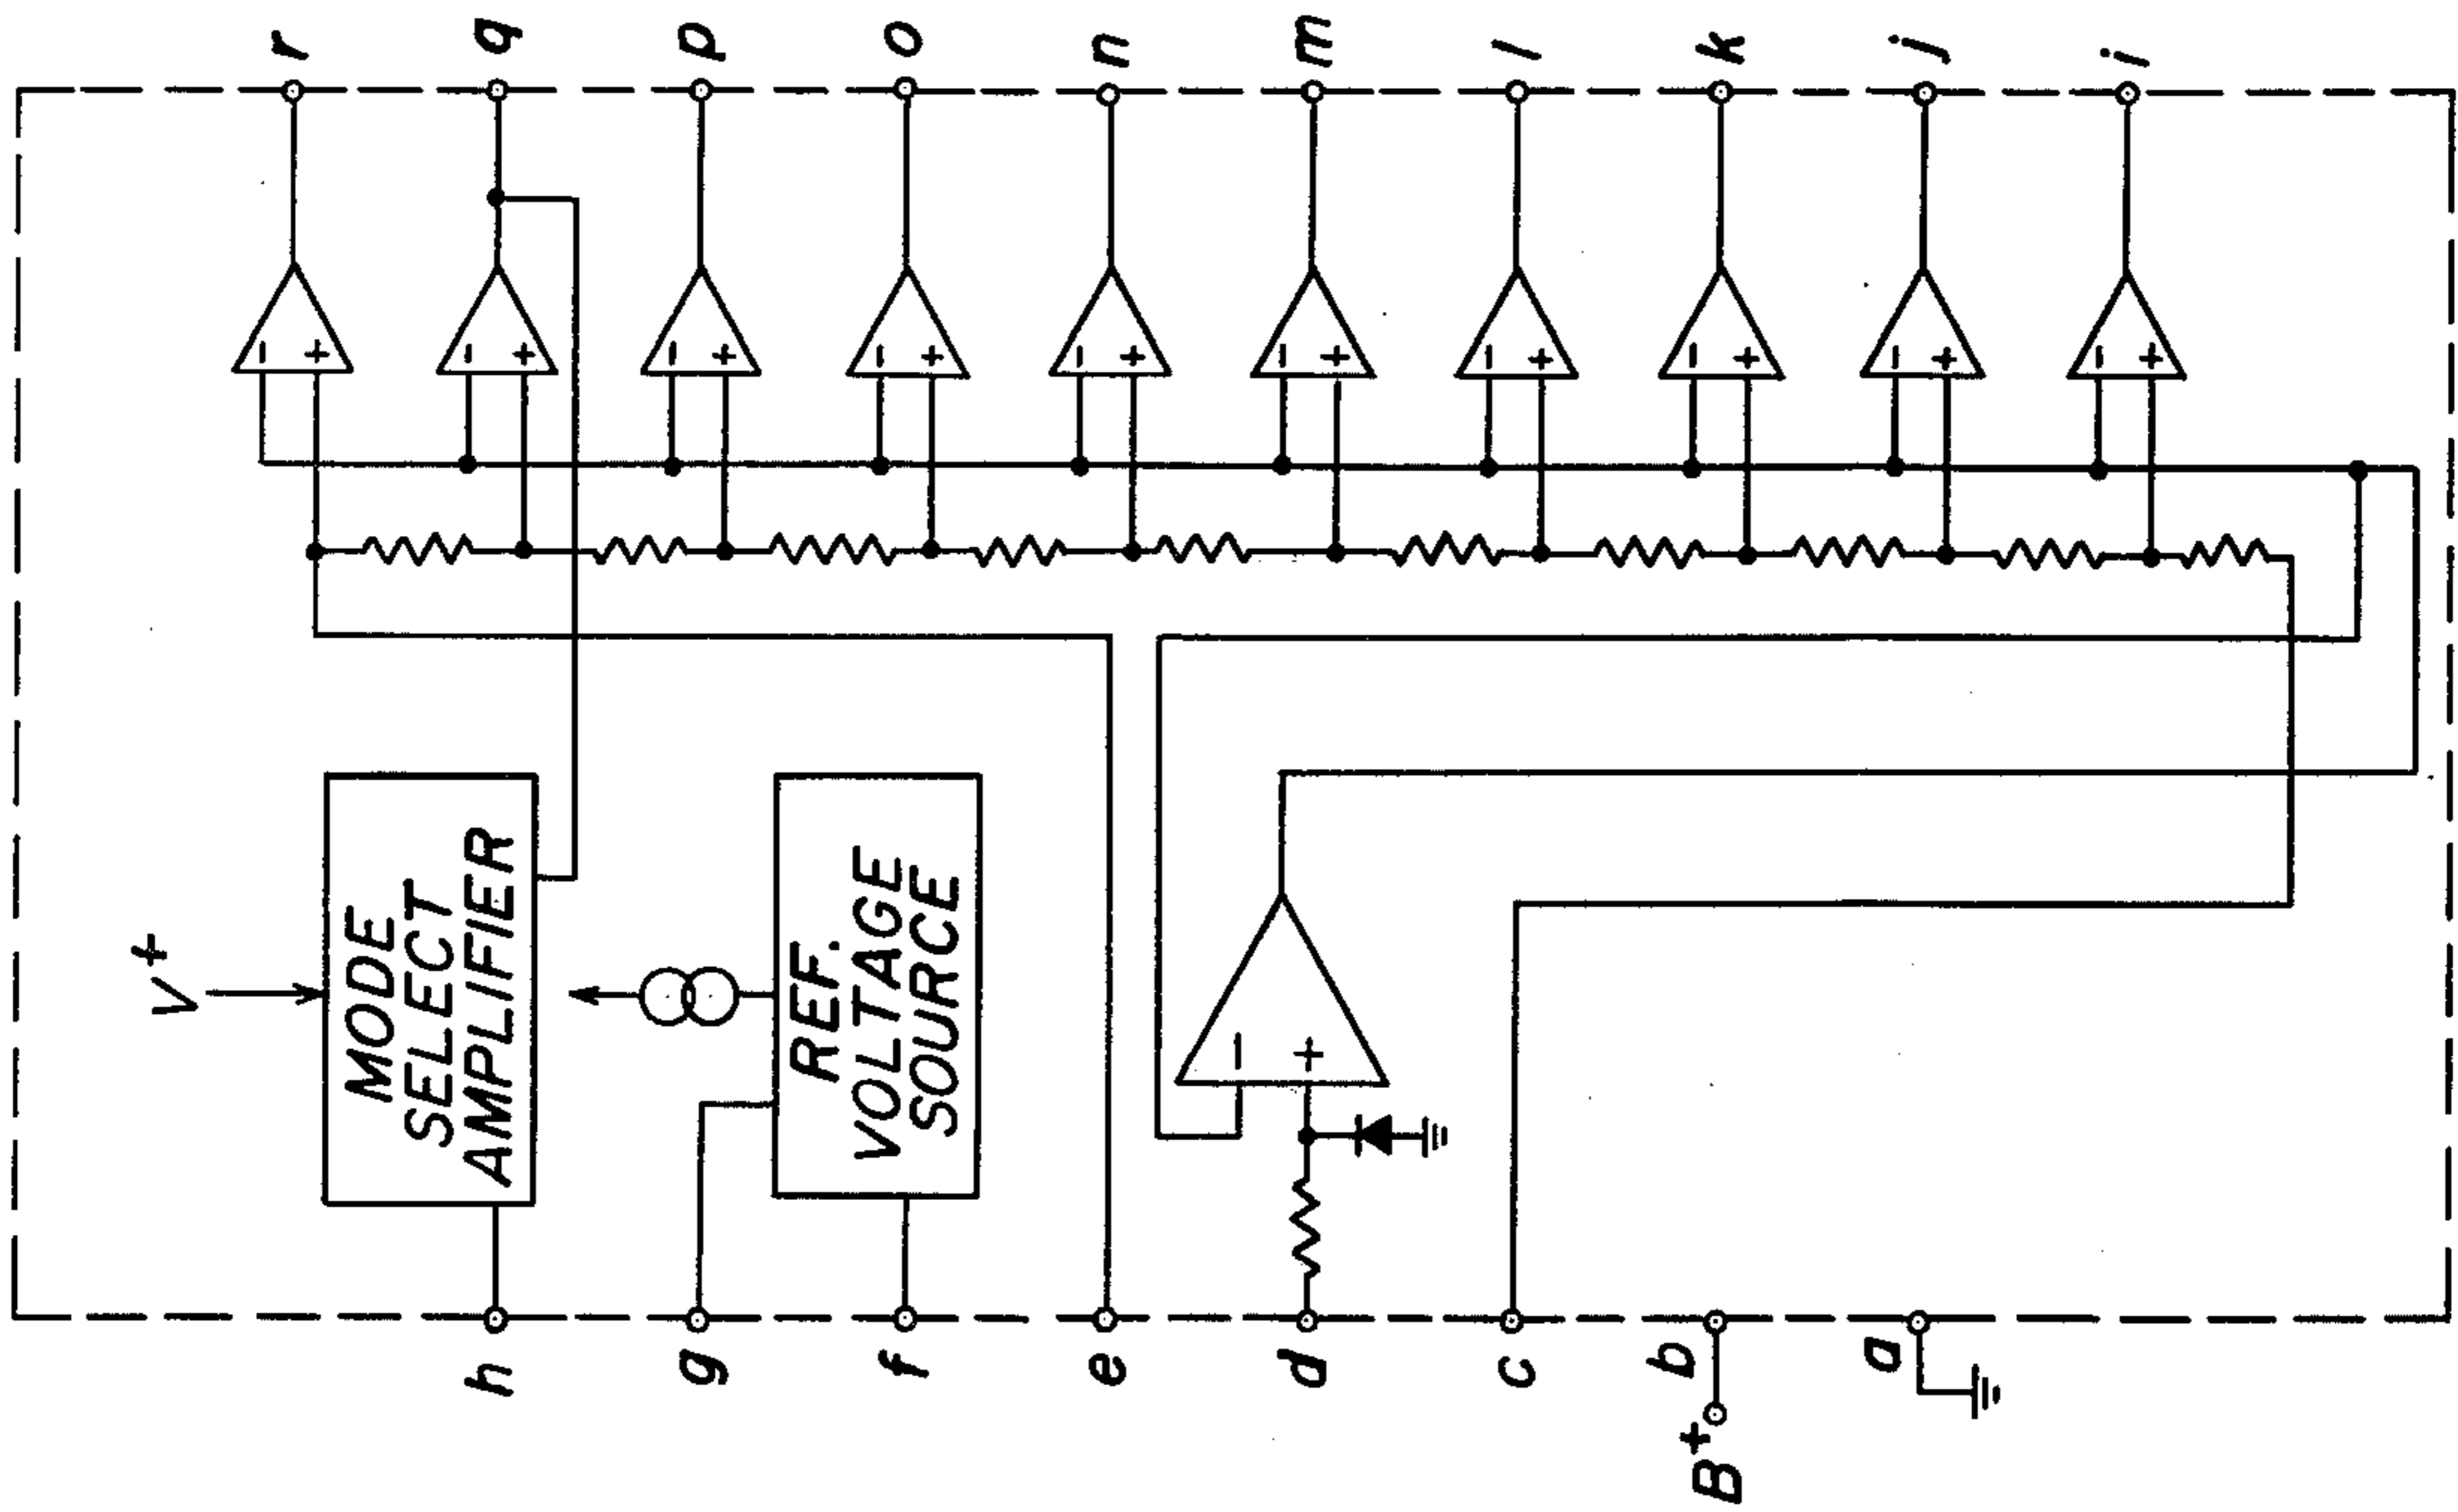 r
q
p
o
n
m
l
k
j
i
- +
- +
- +
- +
- +
- +
- +
- +
- +
- +
V+
MODE
SELECT
AMPLIFIER
REF.
VOLTAGE
SOURCE
- +
h
g
f
e
d
c
b
a
B+